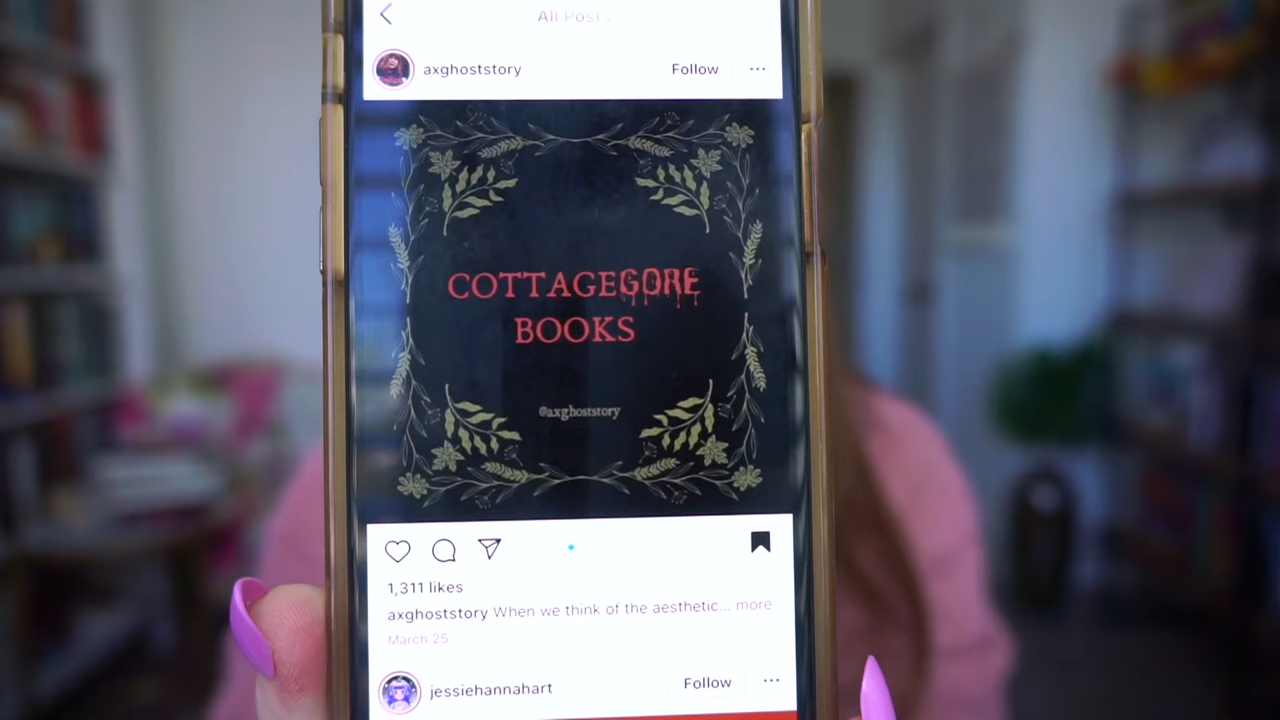 All Posts
axghoststory Follow
COTTAGEGORE
BOOKS
@axghoststory
1,311 likes
axghoststory When we think of the aesthetic... more
March 25
jessiehannahart Follow